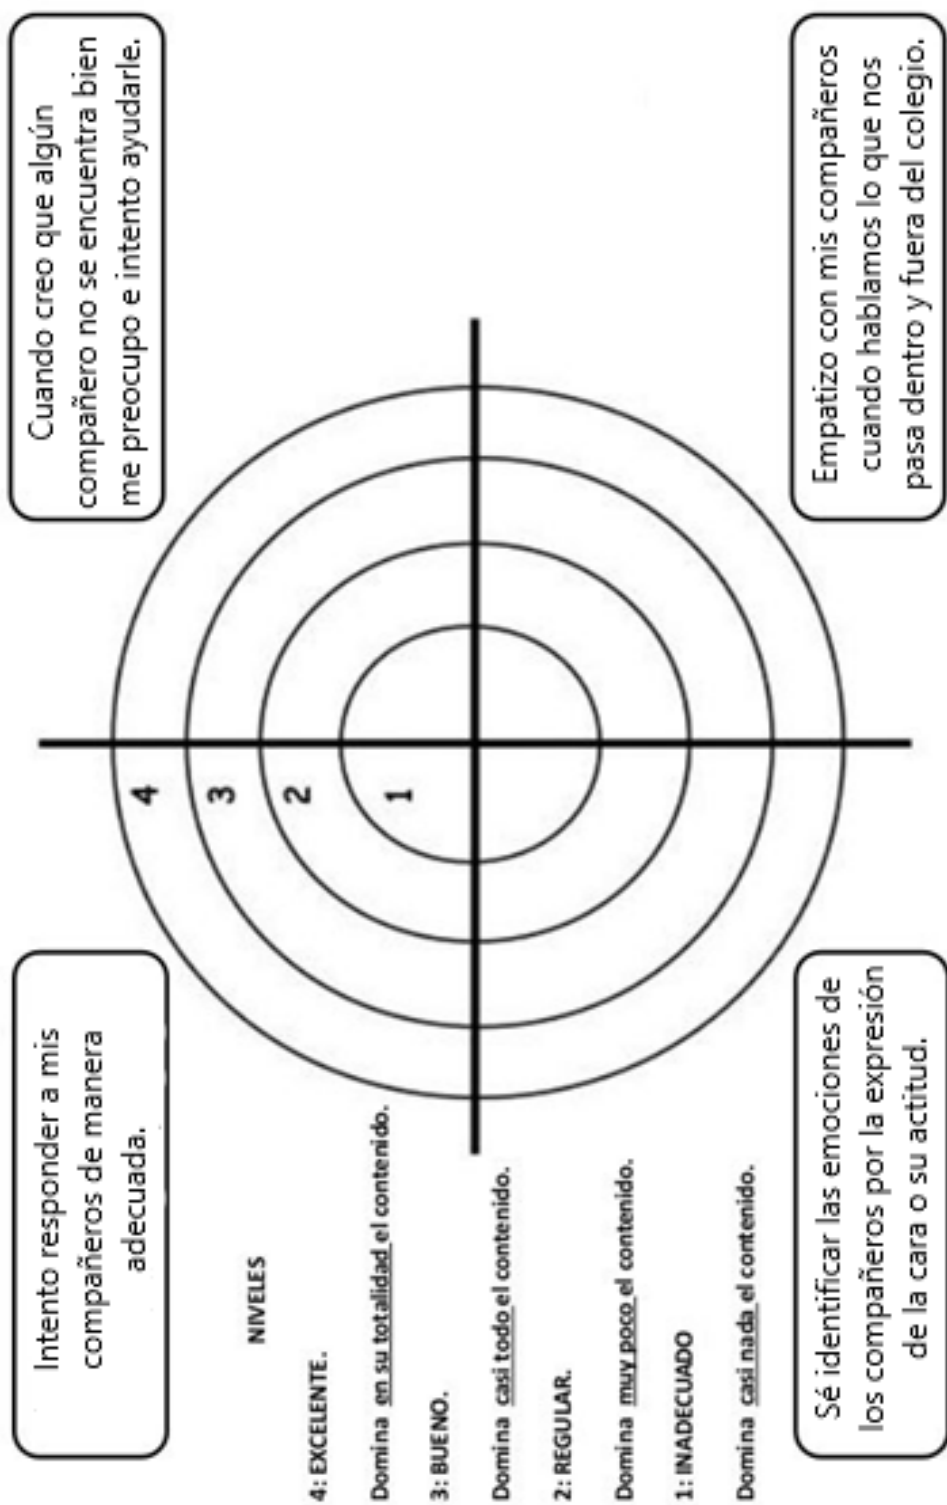 Intento responder a mis
compañeros de manera
adecuada.
Cuando creo que algún
compañero no se encuentra bien
me preocupo e intento ayudarle.
NIVELES
4: EXCELENTE.
Domina en su totalidad el contenido.
3: BUENO.
Domina casi todo el contenido.
2: REGULAR.
Domina muy poco el contenido.
1: INADECUADO
Domina casi nada el contenido.
4
3
2
1
Sé identificar las emociones de
los compañeros por la expresión
de la cara o su actitud.
Empatizo con mis compañeros
cuando hablamos lo que nos
pasa dentro y fuera del colegio.